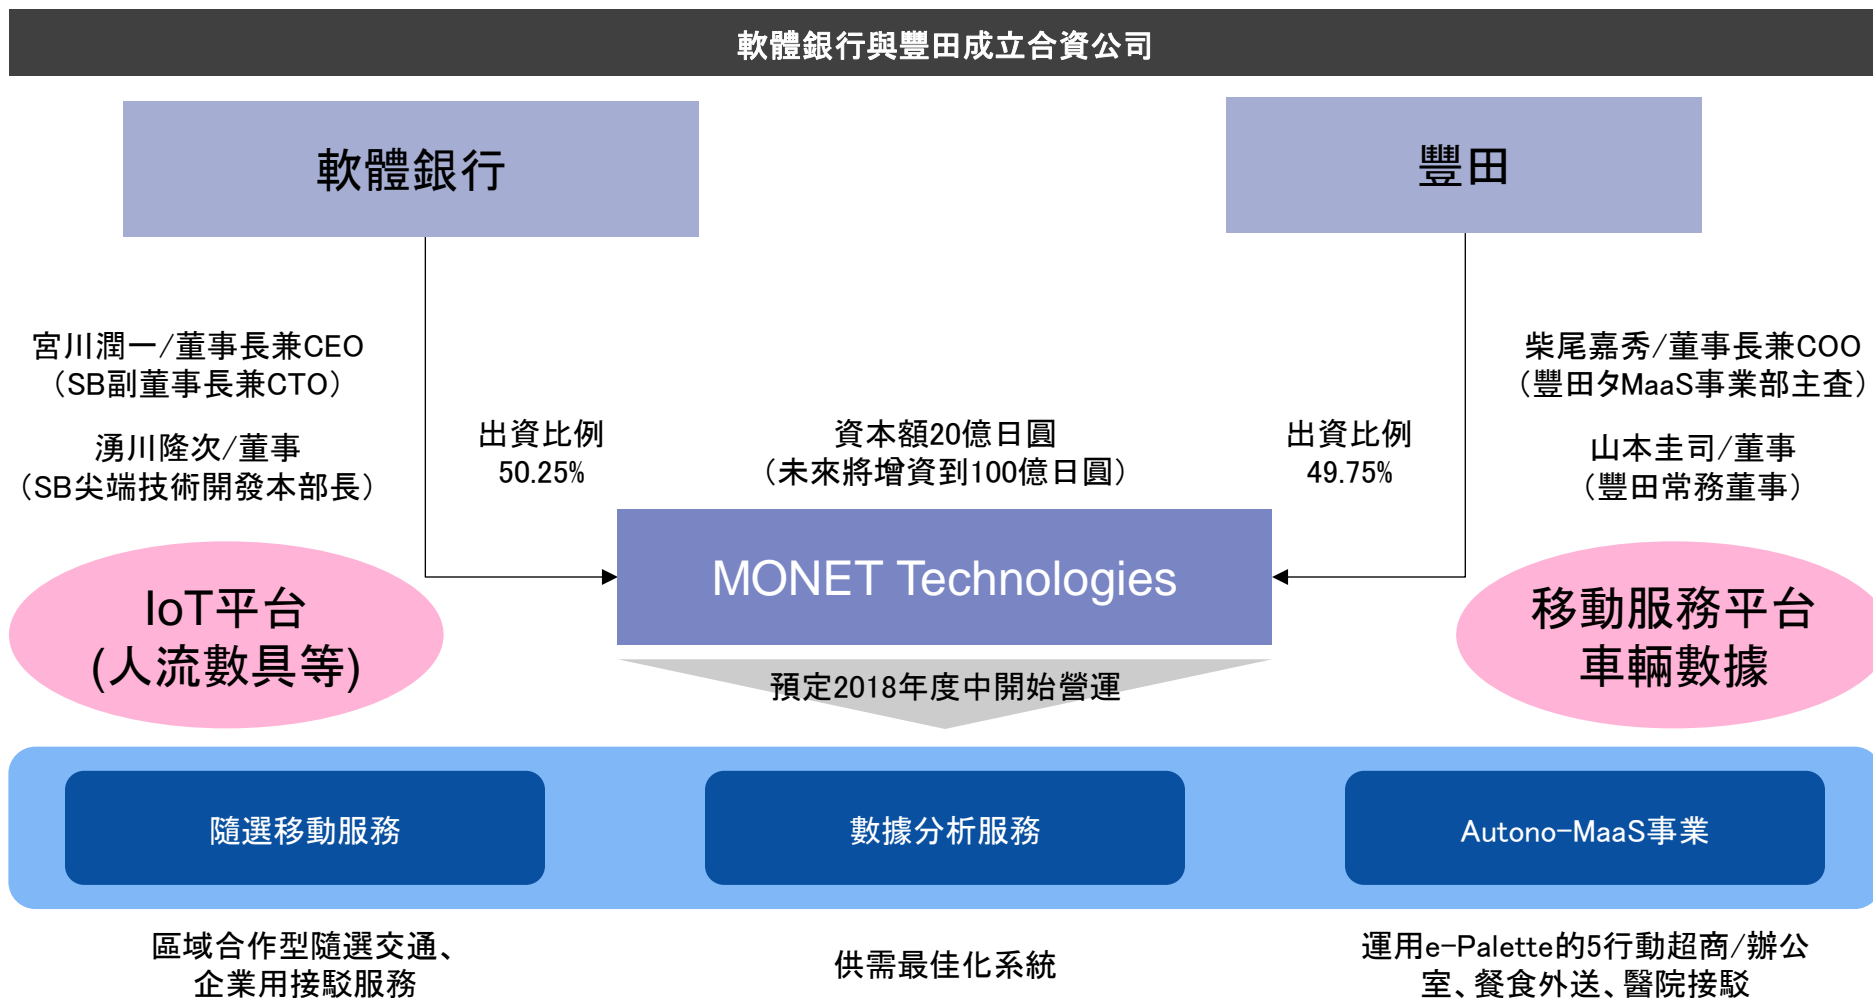 軟體銀行與豐田成立合資公司
軟體銀行
豐田
宮川潤一/董事長兼CEO
（SB副董事長兼CTO）
湧川隆次/董事
（SB尖端技術開發本部長）
出資比例
50.25%
資本額20億日圓
（未來將增資到100億日圓）
出資比例
49.75%
柴尾嘉秀/董事長兼COO
（豐田タMaaS事業部主査）
山本圭司/董事
（豐田常務董事）
MONET Technologies
IoT平台
(人流數具等)
移動服務平台
車輛數據
預定2018年度中開始營運
隨選移動服務
數據分析服務
Autono-MaaS事業
區域合作型隨選交通、
企業用接駁服務
供需最佳化系統
運用e-Palette的5行動超商/辦公
室、餐食外送、醫院接駁